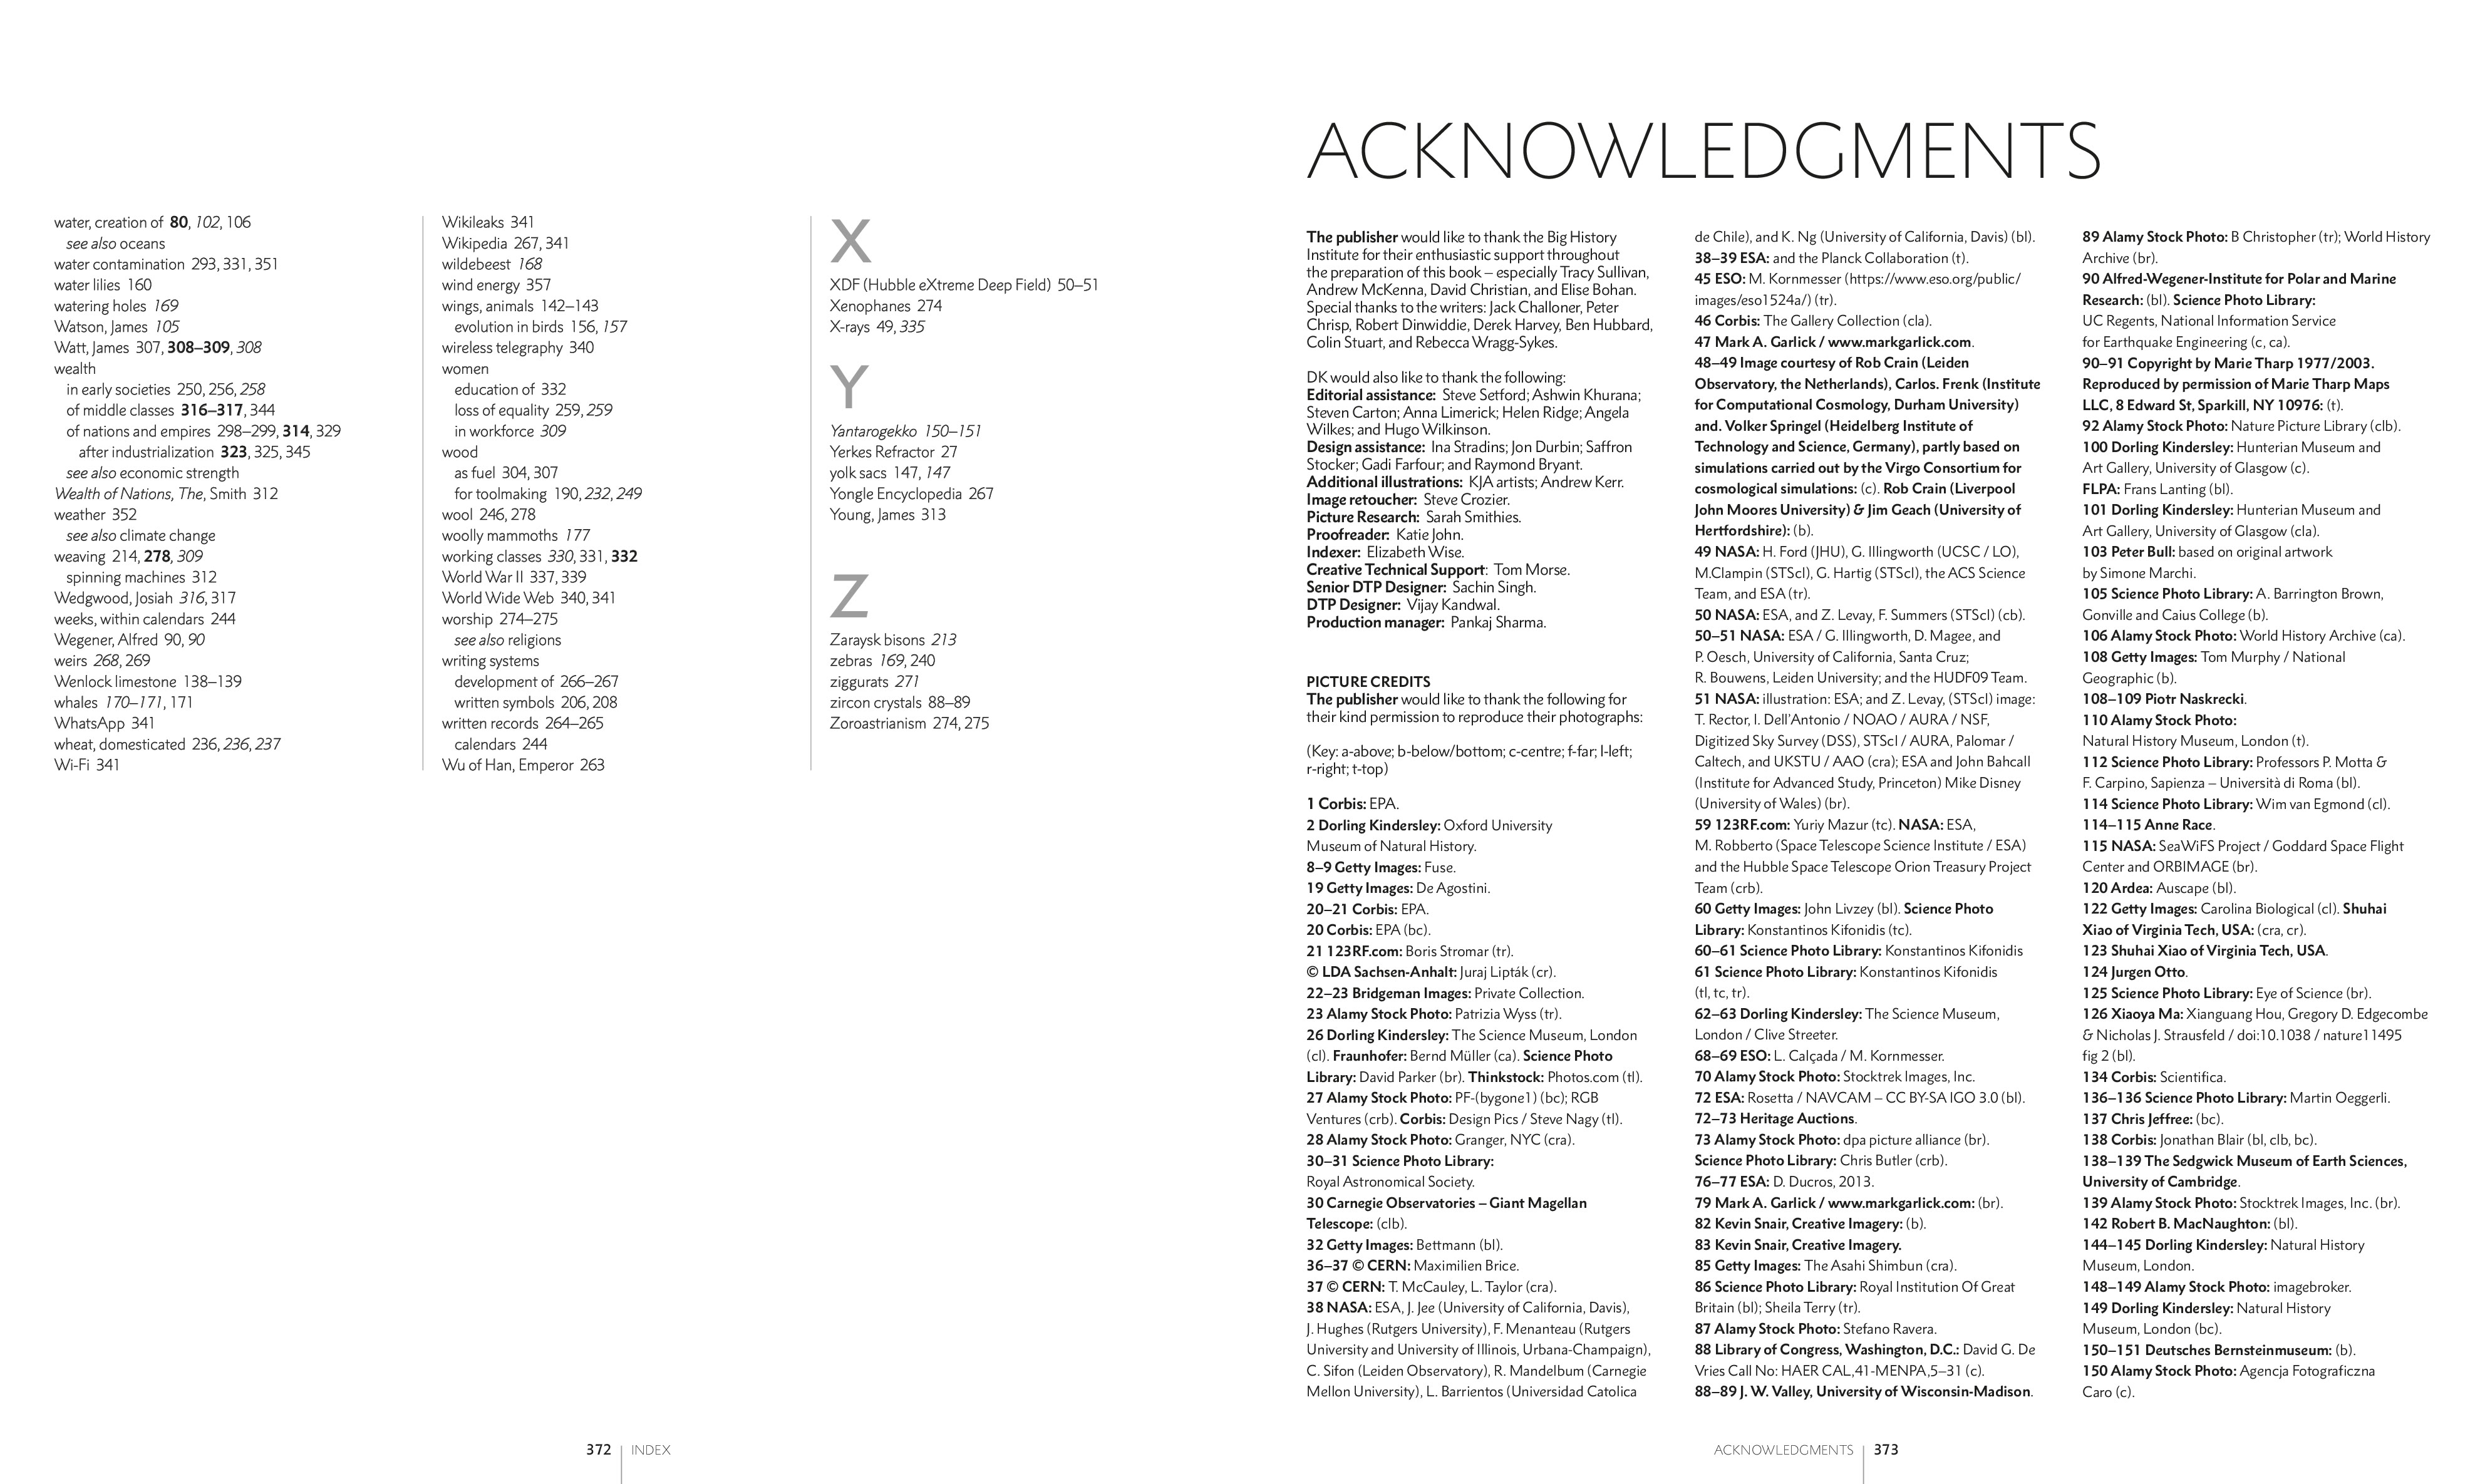 water, creation of 80, 102, 106
see also oceans
water contamination 293, 331, 351
water lilies 160
watering holes 169
Watson, James 105
Watt, James 307, 308–309, 308
wealth
in early societies 250, 256, 258
of middle classes 316–317, 344
of nations and empires 298–299, 314, 329
after industrialization 323, 325, 345
see also economic strength
Wealth of Nations, The, Smith 312
weather 352
see also climate change
weaving 214, 278, 309
spinning machines 312
Wedgwood, Josiah 316, 317
weeks, within calendars 244
Wegener, Alfred 90, 90
weirs 268, 269
Wenlock limestone 138–139
whales 170–171, 171
WhatsApp 341
wheat, domesticated 236, 236, 237
Wi-Fi 341
Wikileaks 341
Wikipedia 267, 341
wildebeest 168
wind energy 357
wings, animals 142–143
evolution in birds 156, 157
wireless telegraphy 340
women
education of 332
loss of equality 259, 259
in workforce 309
wood
as fuel 304, 307
for toolmaking 190, 232, 249
wool 246, 278
woolly mammoths 177
working classes 330, 331, 332
World War II 337, 339
World Wide Web 340, 341
worship 274–275
see also religions
writing systems
development of 266–267
written symbols 206, 208
written records 264–265
calendars 244
Wu of Han, Emperor 263
X
XDF (Hubble eXtreme Deep Field) 50–51
Xenophanes 274
X-rays 49, 335
Y
Yantarogekko 150–151
Yerkes Refractor 27
yolk sacs 147, 147
Yongle Encyclopedia 267
Young, James 313
Z
Zaraysk bisons 213
zebras 169, 240
ziggurats 271
zircon crystals 88–89
Zoroastrianism 274, 275
372 INDEX
ACKNOWLEDGMENTS
The publisher would like to thank the Big History
Institute for their enthusiastic support throughout
the preparation of this book – especially Tracy Sullivan,
Andrew McKenna, David Christian, and Elise Bohan.
Special thanks to the writers: Jack Challoner, Peter
Chrisp, Robert Dinwiddie, Derek Harvey, Ben Hubbard,
Colin Stuart, and Rebecca Wragg-Sykes.
DK would also like to thank the following:
Editorial assistance: Steve Setford; Ashwin Khurana;
Steven Carton; Anna Limerick; Helen Ridge; Angela
Wilkes; and Hugo Wilkinson.
Design assistance: Ina Stradins; Jon Durbin; Saffron
Stocker; Gadi Farfour; and Raymond Bryant.
Additional illustrations: KJA artists; Andrew Kerr.
Image retoucher: Steve Crozier.
Picture Research: Sarah Smithies.
Proofreader: Katie John.
Indexer: Elizabeth Wise.
Creative Technical Support: Tom Morse.
Senior DTP Designer: Sachin Singh.
DTP Designer: Vijay Kandwal.
Production manager: Pankaj Sharma.
PICTURE CREDITS
The publisher would like to thank the following for
their kind permission to reproduce their photographs:
(Key: a-above; b-below/bottom; c-centre; f-far; l-left;
r-right; t-top)
1 Corbis: EPA.
2 Dorling Kindersley: Oxford University
Museum of Natural History.
8–9 Getty Images: Fuse.
19 Getty Images: De Agostini.
20–21 Corbis: EPA.
20 Corbis: EPA (bc).
21 123RF.com: Boris Stromar (tr).
© LDA Sachsen-Anhalt: Juraj Lipták (cr).
22–23 Bridgeman Images: Private Collection.
23 Alamy Stock Photo: Patrizia Wyss (tr).
26 Dorling Kindersley: The Science Museum, London
(cl). Fraunhofer: Bernd Müller (ca). Science Photo
Library: David Parker (br). Thinkstock: Photos.com (tl).
27 Alamy Stock Photo: PF-(bygone1) (bc); RGB
Ventures (crb). Corbis: Design Pics / Steve Nagy (tl).
28 Alamy Stock Photo: Granger, NYC (cra).
30–31 Science Photo Library:
Royal Astronomical Society.
30 Carnegie Observatories – Giant Magellan
Telescope: (clb).
32 Getty Images: Bettmann (bl).
36–37 © CERN: Maximilien Brice.
37 © CERN: T. McCauley, L. Taylor (cra).
38 NASA: ESA, J. Jee (University of California, Davis),
J. Hughes (Rutgers University), F. Menanteau (Rutgers
University and University of Illinois, Urbana-Champaign),
C. Sifon (Leiden Observatory), R. Mandelbum (Carnegie
Mellon University), L. Barrientos (Universidad Catolica
de Chile), and K. Ng (University of California, Davis) (bl).
38–39 ESA: and the Planck Collaboration (t).
45 ESO: M. Kornmesser (https://www.eso.org/public/
images/eso1524a/) (tr).
46 Corbis: The Gallery Collection (cla).
47 Mark A. Garlick / www.markgarlick.com.
48–49 Image courtesy of Rob Crain (Leiden
Observatory, the Netherlands), Carlos. Frenk (Institute
for Computational Cosmology, Durham University)
and. Volker Springel (Heidelberg Institute of
Technology and Science, Germany), partly based on
simulations carried out by the Virgo Consortium for
cosmological simulations: (c). Rob Crain (Liverpool
John Moores University) & Jim Geach (University of
Hertfordshire): (b).
49 NASA: H. Ford (JHU), G. Illingworth (UCSC / LO),
M.Clampin (STScl), G. Hartig (STScl), the ACS Science
Team, and ESA (tr).
50 NASA: ESA, and Z. Levay, F. Summers (STScl) (cb).
50–51 NASA: ESA / G. Illingworth, D. Magee, and
P. Oesch, University of California, Santa Cruz;
R. Bouwens, Leiden University; and the HUDF09 Team.
51 NASA: illustration: ESA; and Z. Levay, (STScl) image:
T. Rector, I. Dell'Antonio / NOAO / AURA / NSF,
Digitized Sky Survey (DSS), STScl / AURA, Palomar /
Caltech, and UKSTU / AAO (cra); ESA and John Bahcall
(Institute for Advanced Study, Princeton) Mike Disney
(University of Wales) (br).
59 123RF.com: Yuriy Mazur (tc). NASA: ESA,
M. Robberto (Space Telescope Science Institute / ESA)
and the Hubble Space Telescope Orion Treasury Project
Team (crb).
60 Getty Images: John Livzey (bl). Science Photo
Library: Konstantinos Kifonidis (tc).
60–61 Science Photo Library: Konstantinos Kifonidis
61 Science Photo Library: Konstantinos Kifonidis
(tl, tc, tr).
62–63 Dorling Kindersley: The Science Museum,
London / Clive Streeter.
68–69 ESO: L. Calçada / M. Kornmesser.
70 Alamy Stock Photo: Stocktrek Images, Inc.
72 ESA: Rosetta / NAVCAM – CC BY-SA IGO 3.0 (bl).
72–73 Heritage Auctions.
73 Alamy Stock Photo: dpa picture alliance (br).
Science Photo Library: Chris Butler (crb).
76–77 ESA: D. Ducros, 2013.
79 Mark A. Garlick / www.markgarlick.com: (br).
82 Kevin Snair, Creative Imagery: (b).
83 Kevin Snair, Creative Imagery.
85 Getty Images: The Asahi Shimbun (cra).
86 Science Photo Library: Royal Institution Of Great
Britain (bl); Sheila Terry (tr).
87 Alamy Stock Photo: Stefano Ravera.
88 Library of Congress, Washington, D.C.: David G. De
Vries Call No: HAER CAL,41-MENPA,5–31 (c).
88–89 J. W. Valley, University of Wisconsin-Madison.
89 Alamy Stock Photo: B Christopher (tr); World History
Archive (br).
90 Alfred-Wegener-Institute for Polar and Marine
Research: (bl). Science Photo Library:
UC Regents, National Information Service
for Earthquake Engineering (c, ca).
90–91 Copyright by Marie Tharp 1977/2003.
Reproduced by permission of Marie Tharp Maps
LLC, 8 Edward St, Sparkill, NY 10976: (t).
92 Alamy Stock Photo: Nature Picture Library (clb).
100 Dorling Kindersley: Hunterian Museum and
Art Gallery, University of Glasgow (c).
FLPA: Frans Lanting (bl).
101 Dorling Kindersley: Hunterian Museum and
Art Gallery, University of Glasgow (cla).
103 Peter Bull: based on original artwork
by Simone Marchi.
105 Science Photo Library: A. Barrington Brown,
Gonville and Caius College (b).
106 Alamy Stock Photo: World History Archive (ca).
108 Getty Images: Tom Murphy / National
Geographic (b).
108–109 Piotr Naskrecki.
110 Alamy Stock Photo:
Natural History Museum, London (t).
112 Science Photo Library: Professors P. Motta &
F. Carpino, Sapienza – Università di Roma (bl).
114 Science Photo Library: Wim van Egmond (cl).
114–115 Anne Race.
115 NASA: SeaWiFS Project / Goddard Space Flight
Center and ORBIMAGE (br).
120 Ardea: Auscape (bl).
122 Getty Images: Carolina Biological (cl). Shuhai
Xiao of Virginia Tech, USA: (cra, cr).
123 Shuhai Xiao of Virginia Tech, USA.
124 Jurgen Otto.
125 Science Photo Library: Eye of Science (br).
126 Xiaoya Ma: Xianguang Hou, Gregory D. Edgecombe
& Nicholas J. Strausfeld / doi:10.1038 / nature11495
fig 2 (bl).
134 Corbis: Scientifica.
136–136 Science Photo Library: Martin Oeggerli.
137 Chris Jeffree: (bc).
138 Corbis: Jonathan Blair (bl, clb, bc).
138–139 The Sedgwick Museum of Earth Sciences,
University of Cambridge.
139 Alamy Stock Photo: Stocktrek Images, Inc. (br).
142 Robert B. MacNaughton: (bl).
144–145 Dorling Kindersley: Natural History
Museum, London.
148–149 Alamy Stock Photo: imagebroker.
149 Dorling Kindersley: Natural History
Museum, London (bc).
150–151 Deutsches Bernsteinmuseum: (b).
150 Alamy Stock Photo: Agencja Fotograficzna
Caro (c).
ACKNOWLEDGMENTS 373